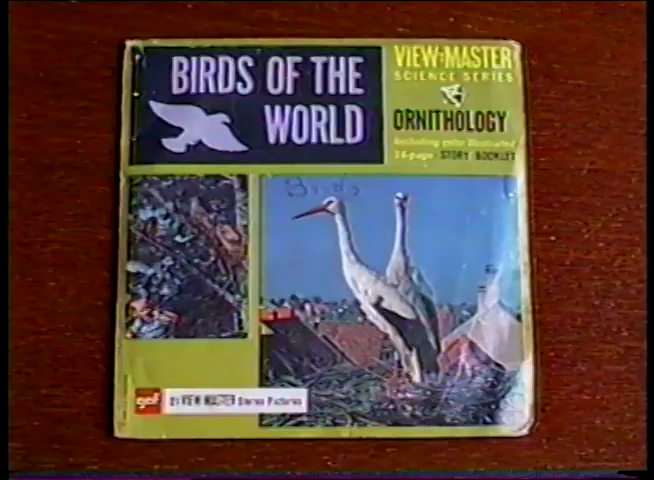 BIRDS OF THE
WORLD
VIEW-MASTER
SCIENCE SERIES
ORNITHOLOGY
including color illustrated
16-page STORY BOOKLET
Birds
gaf
21 VIEW-MASTER Stereo Pictures